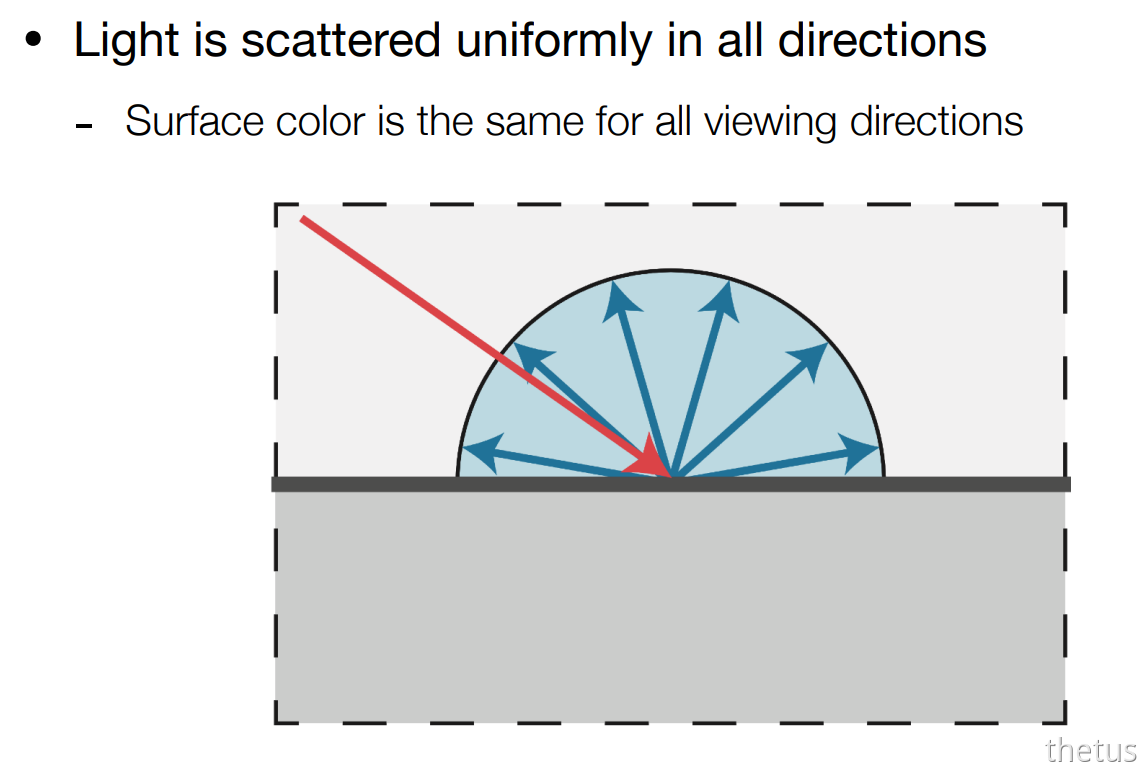 • Light is scattered uniformly in all directions
- Surface color is the same for all viewing directions
thetus